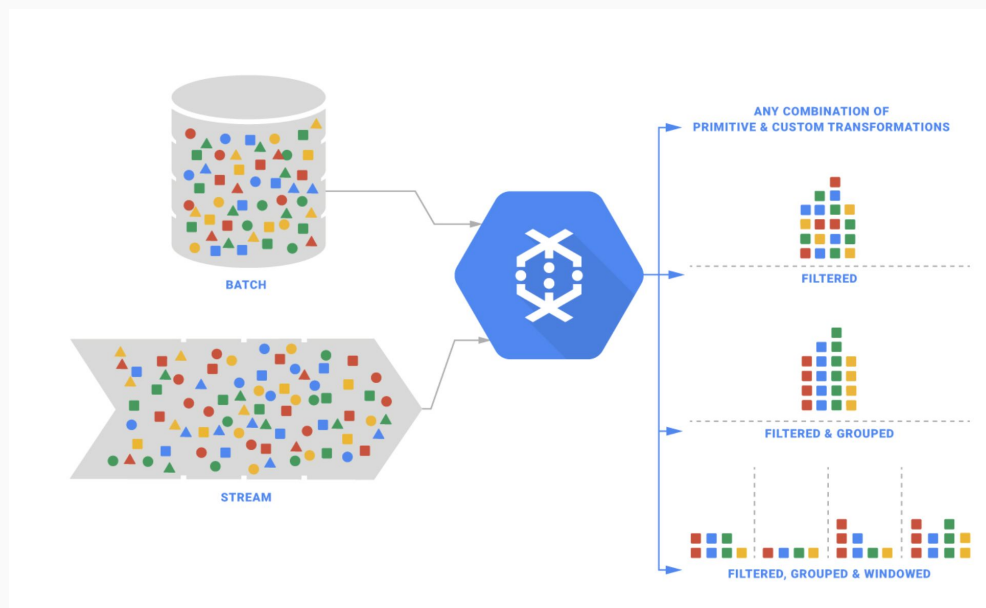 ANY COMBINATION OF
PRIMITIVE & CUSTOM TRANSFORMATIONS
BATCH
FILTERED
FILTERED & GROUPED
STREAM
FILTERED, GROUPED & WINDOWED